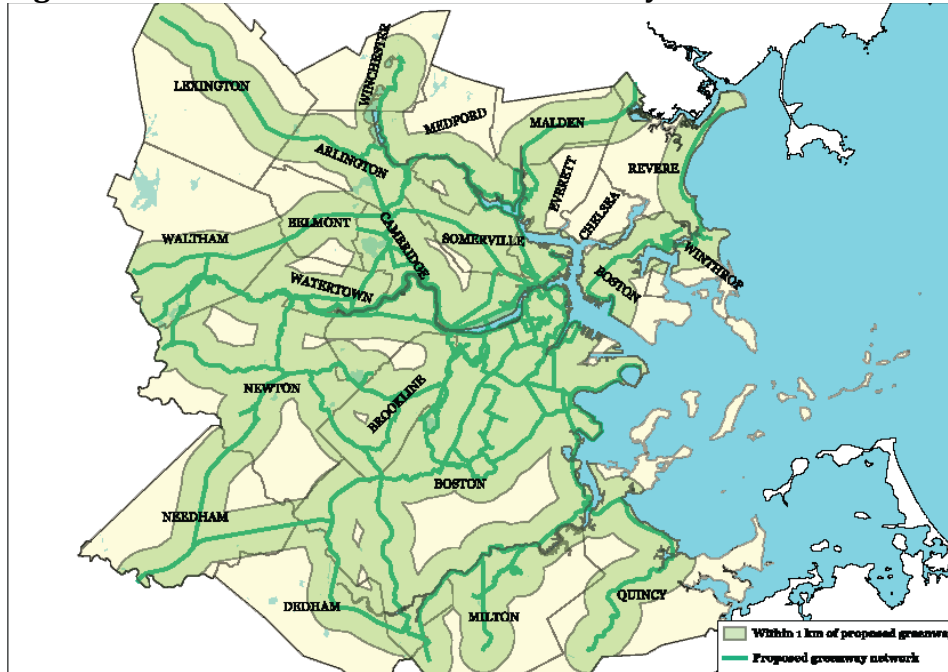 LEXINGTON
WINCHESTER
MEDFORD
MALDEN
ARLINGTON
EVERETT
REVERE
CHELSEA
BELMONT
CAMBRIDGE
SOMERVILLE
WALTHAM
WINTHROP
BOSTON
WATERTOWN
NEWTON
BROOKLINE
BOSTON
NEEDHAM
DEDHAM
MILTON
QUINCY
Within 1 km of proposed greenwa
Proposed greenway network